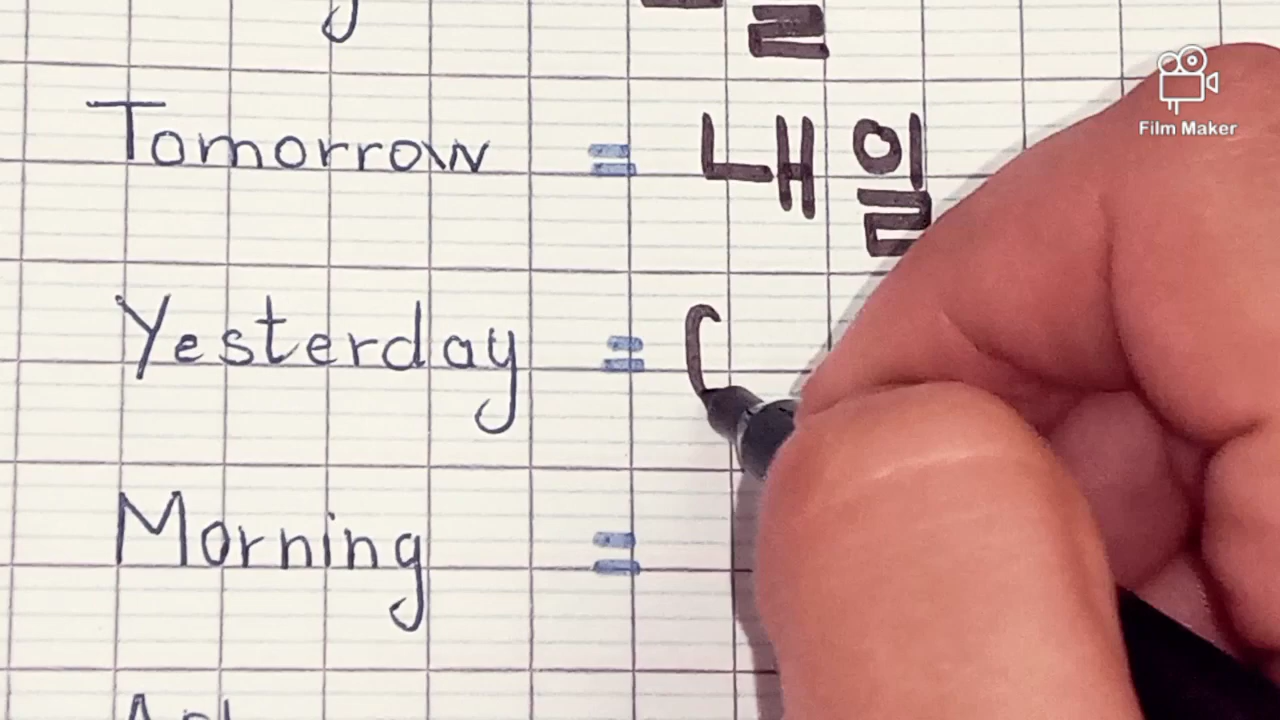 Tomorrow = 내일
Yesterday =
Morning =
Film Maker